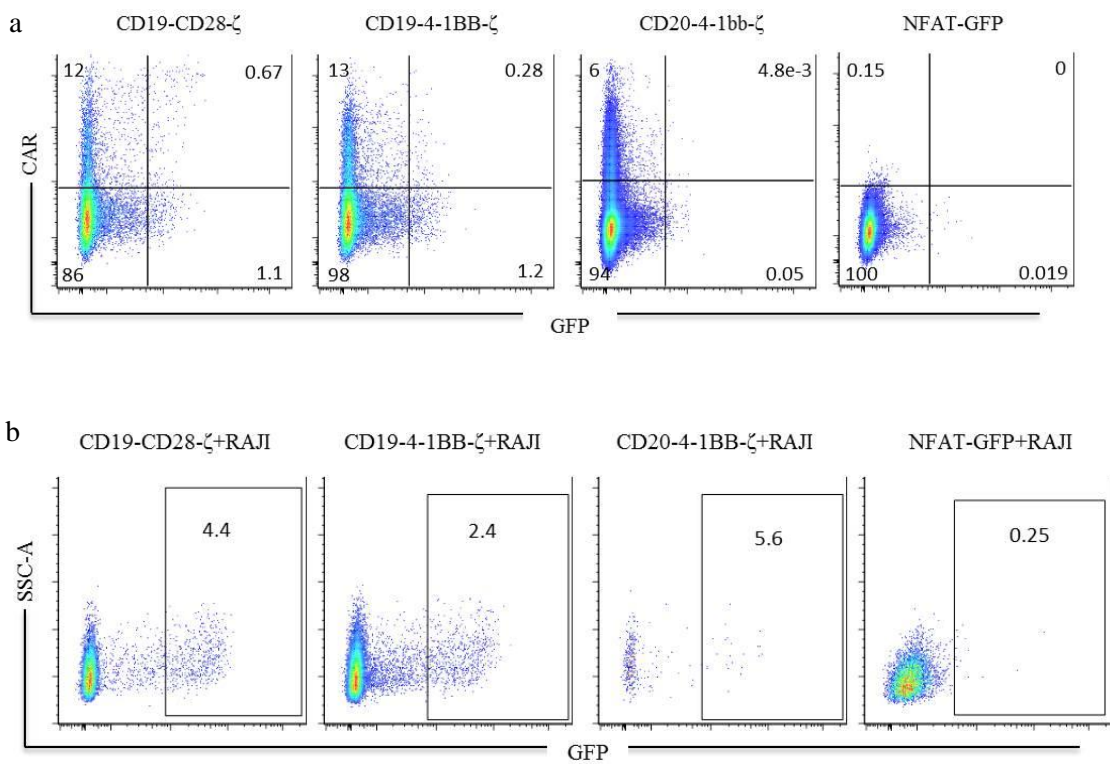 a
CD19-CD28-ζ CD19-4-1BB-ζ CD20-4-1bb-ζ NFAT-GFP
12 0.67 13 0.28 6 4.8e-3 0.15 0
CAR
86 1.1 98 1.2 94 0.05 100 0.019
GFP
b
CD19-CD28-ζ+RAJI CD19-4-1BB-ζ+RAJI CD20-4-1BB-ζ+RAJI NFAT-GFP+RAJI
4.4 2.4 5.6 0.25
SSC-A
GFP